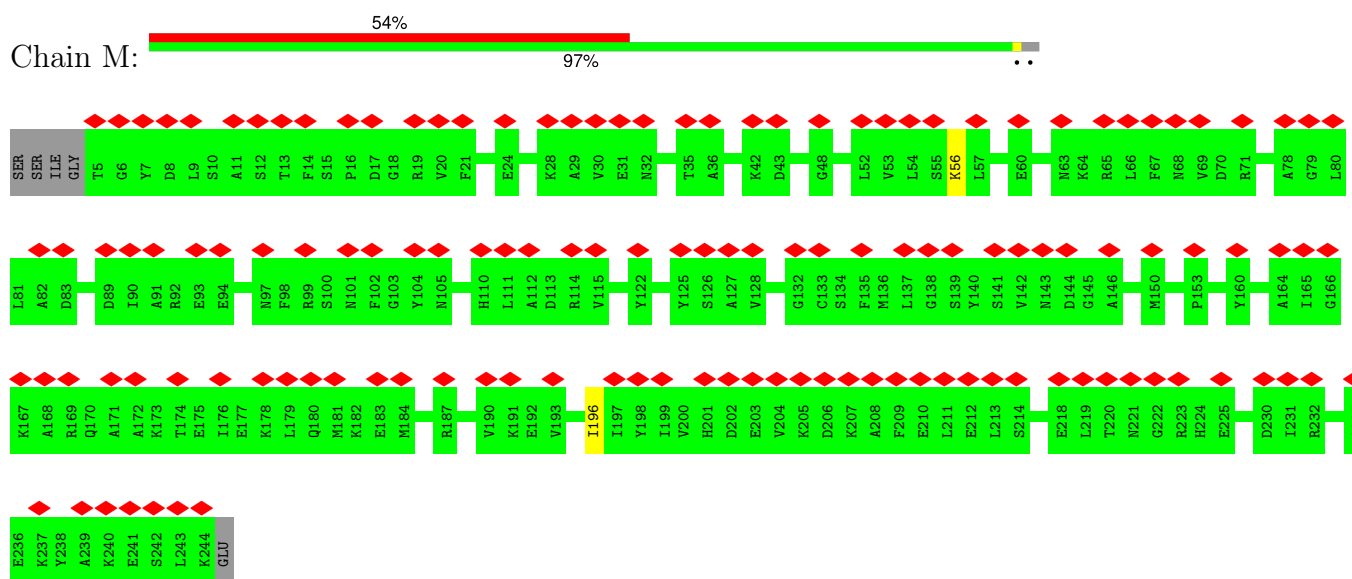 54%
Chain M:
97%
SER SER ILE GLY T5 G6 Y7 D8 L9 S10 A11 S12 T13 F14 S15 P16 D17 G18 R19 V20 F21 E24 K28 A29 V30 E31 N32 T35 A36 K42 D43 G48 L52 V53 L54 S55 K56 L57 E60 N63 K64 R65 L66 F67 N68 V69 D70 R71 A78 G79 L80
L81 A82 D83 D89 I90 A91 R92 E93 E94 N97 F98 R99 S100 N101 F102 G103 Y104 N105 H110 L111 A112 D113 R114 V115 Y122 Y125 S126 A127 V128 G132 C133 S134 F135 M136 L137 G138 S139 Y140 S141 V142 N143 D144 G145 A146 M150 P153 Y160 A164 I165 G166
K167 A168 R169 Q170 A171 A172 K173 T174 E175 I176 E177 K178 L179 Q180 M181 K182 E183 M184 R187 V190 K191 E192 V193 I196 I197 Y198 I199 V200 H201 D202 E203 V204 K205 D206 K207 A208 F209 E210 L211 E212 L213 S214 E218 L219 T220 N221 G222 R223 H224 E225 D230 I231 R232
E236 K237 Y238 A239 K240 E241 S242 L243 K244 GLU